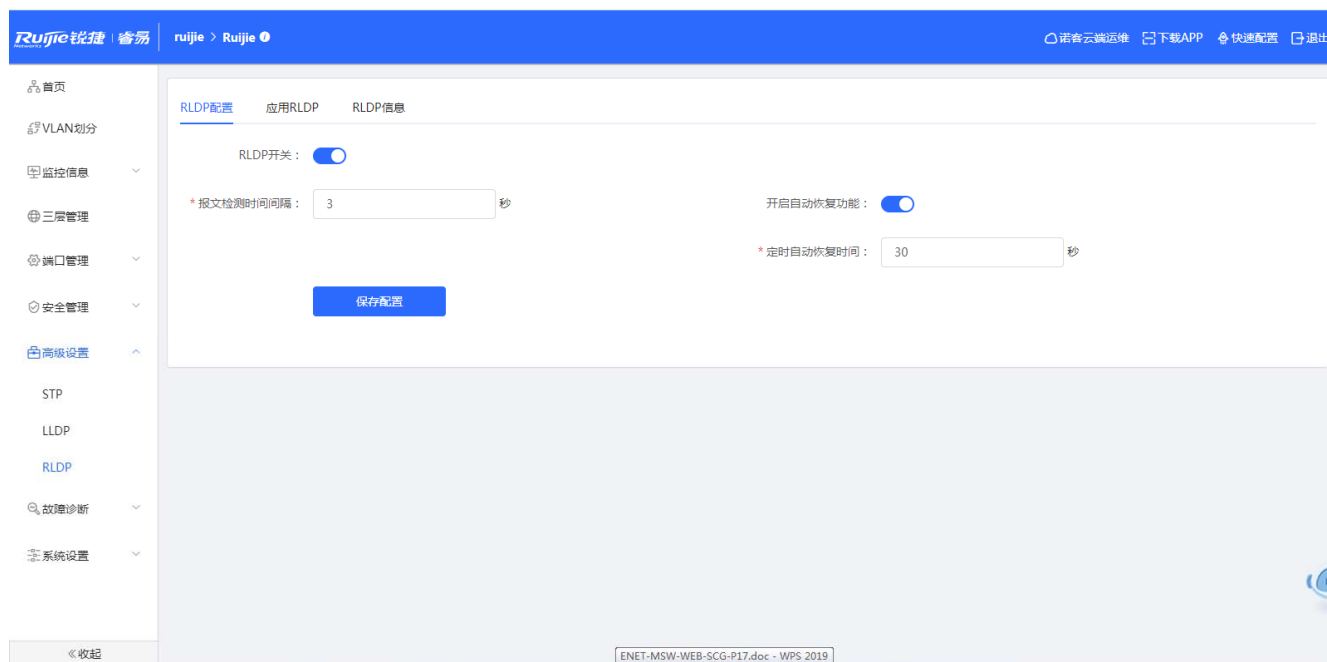 Ruijie锐捷 | 睿易
Networks
ruijie > Ruijie
诺客云端运维 下载APP 快速配置 退出
首页
VLAN划分
监控信息
三层管理
端口管理
安全管理
高级设置
STP
LLDP
RLDP
故障诊断
系统设置
《收起
RLDP配置 应用RLDP RLDP信息
RLDP开关：
* 报文检测时间间隔： 3 秒 开启自动恢复功能：
* 定时自动恢复时间： 30 秒
保存配置
ENET-MSW-WEB-SCG-P17.doc - WPS 2019